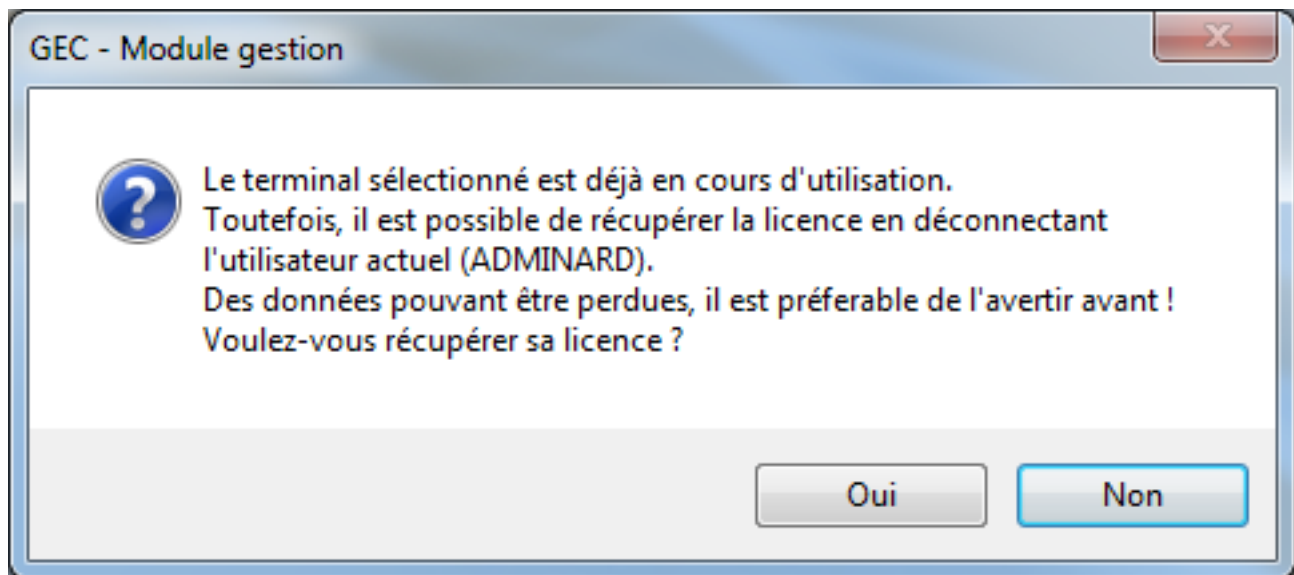 GEC - Module gestion
Le terminal sélectionné est déjà en cours d'utilisation.
Toutefois, il est possible de récupérer la licence en déconnectant
l'utilisateur actuel (ADMINARD).
Des données pouvant être perdues, il est préferable de l'avertir avant !
Voulez-vous récupérer sa licence ?
Oui
Non